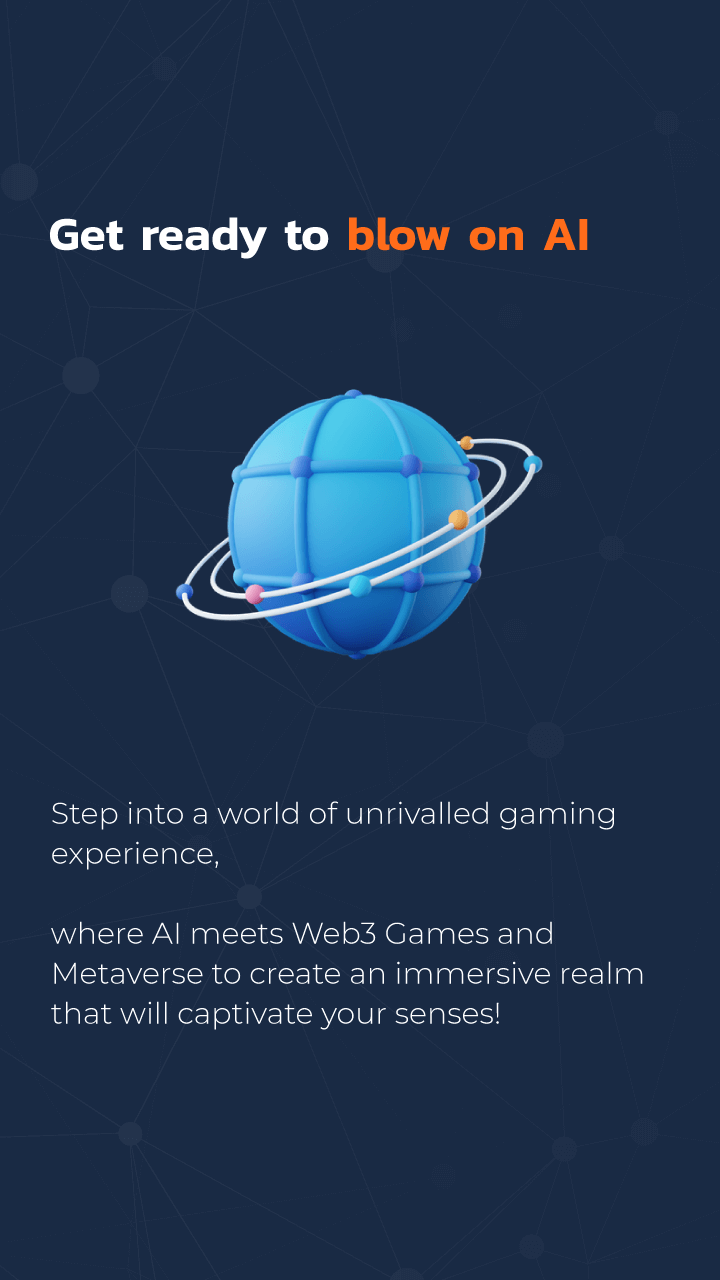 Get ready to blow on AI
Step into a world of unrivalled gaming
experience,
where AI meets Web3 Games and
Metaverse to create an immersive realm
that will captivate your senses!